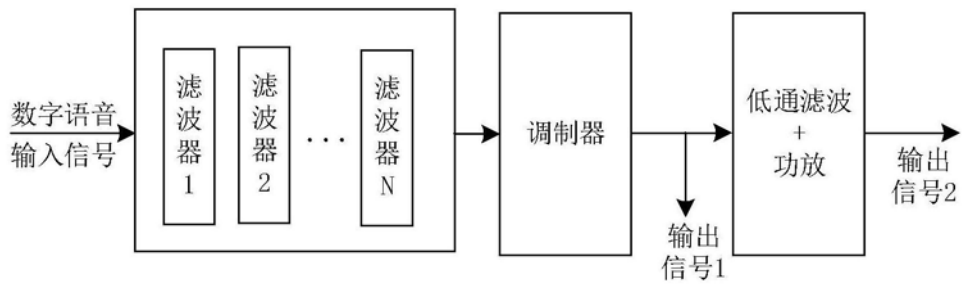 数字语音
输入信号
滤波器1
滤波器2
...
滤波器N
调制器
输出
信号1
低通滤波
+
功放
输出
信号2